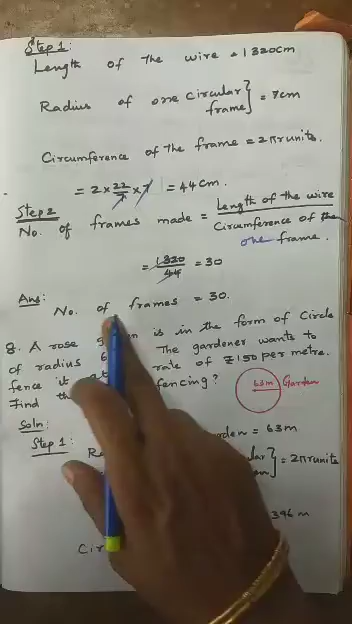 Step 1:
Length of the wire = 1320cm
Radius of one circular frame } = 7cm
Circumference of the frame = 2πr units.
= 2 × 22/7 × 7 = 44 cm.
Step 2
No. of frames made = Length of the wire / Circumference of the one frame.
= 1320/44 = 30
Ans:
No. of frames = 30.
8. A rose is in the form of Circle
of radius The gardener wants to
fence it rate of ₹150 per metre.
Find fencing?
63m Garden
Soln:
Step 1: = 63m
= 2πr units
396 m